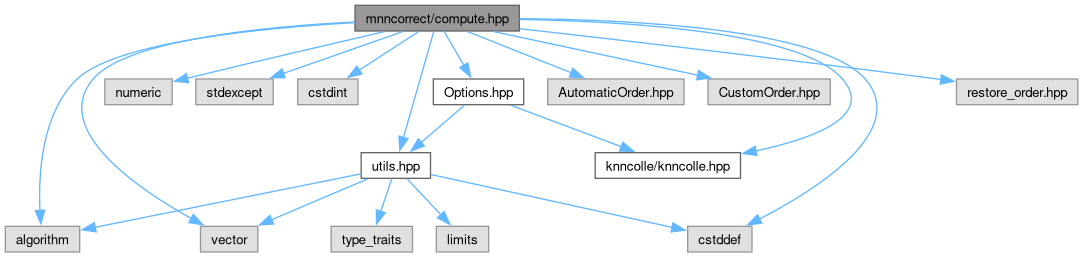 mnncorrect/compute.hpp
numeric
stdexcept
cstdint
Options.hpp
AutomaticOrder.hpp
CustomOrder.hpp
restore_order.hpp
utils.hpp
knncolle/knncolle.hpp
algorithm
vector
type_traits
limits
cstddef